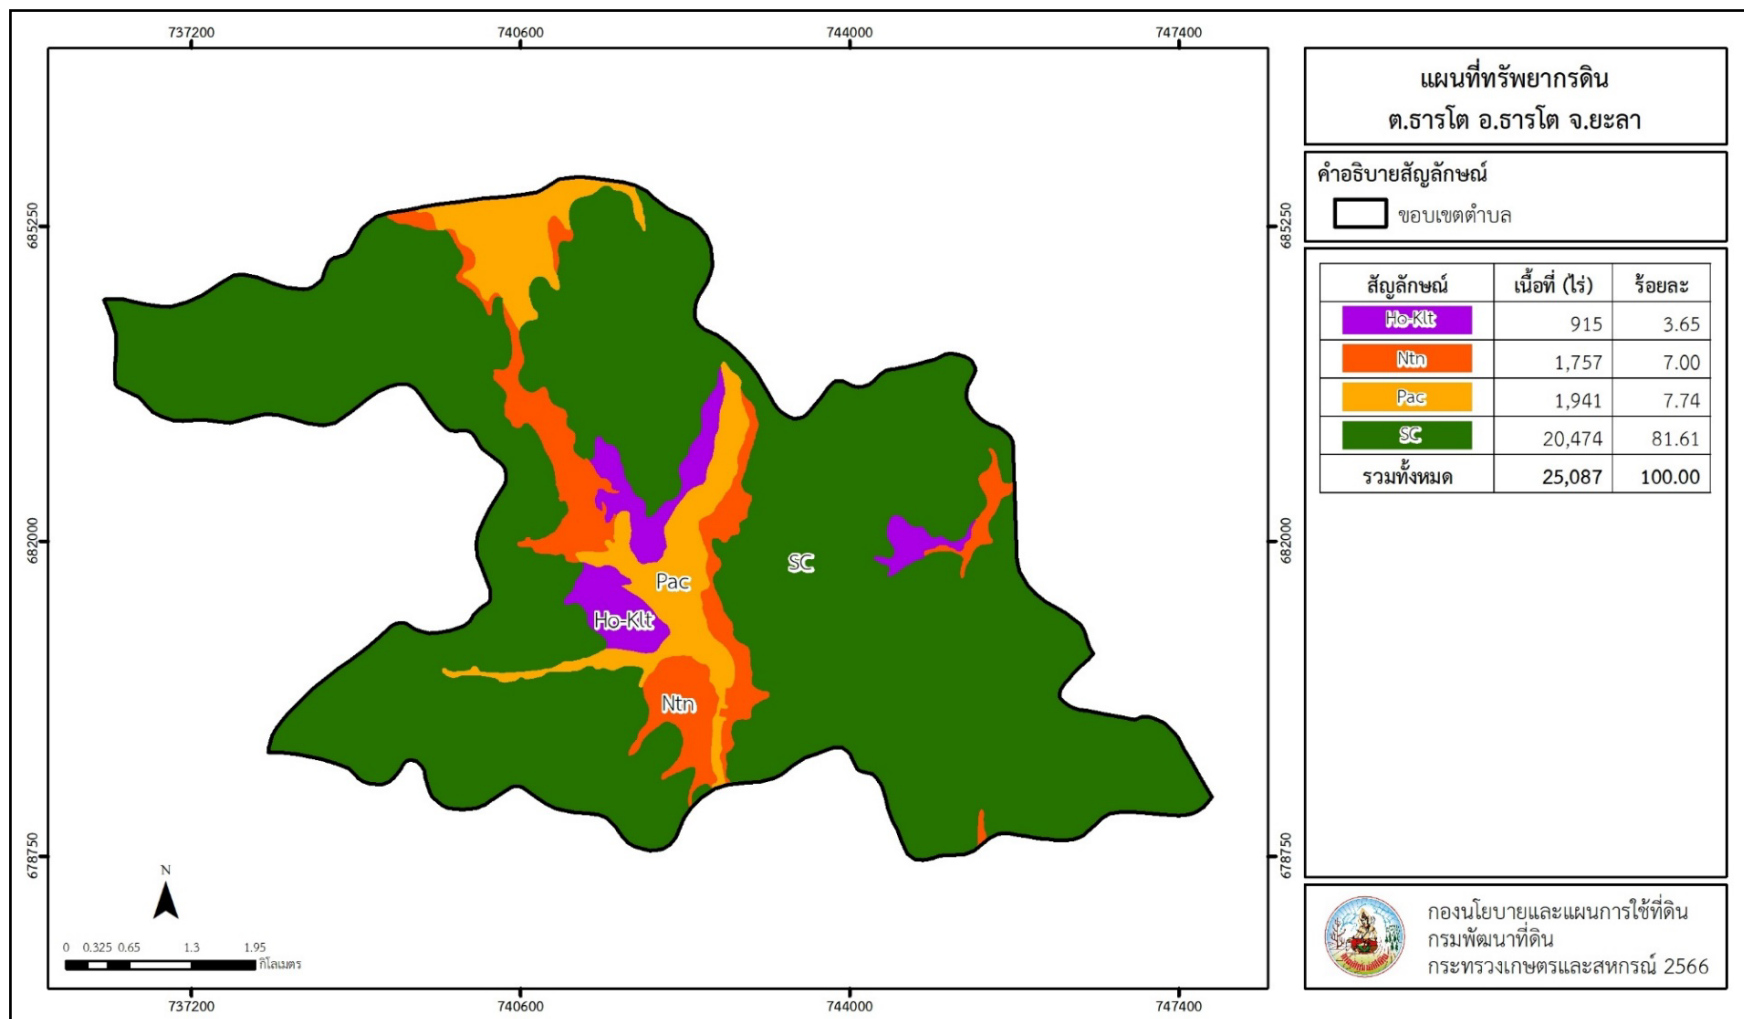 737200 740600 744000 747400
685250 685250
682000 682000
678750 678750
SC
Pac
Ho-Klt
Ntn
N
0 0.325 0.65 1.3 1.95
กิโลเมตร
737200 740600 744000 747400
แผนที่ทรัพยากรดิน
ต.ธารโต อ.ธารโต จ.ยะลา
คำอธิบายสัญลักษณ์
ขอบเขตตำบล
สัญลักษณ์ เนื้อที่ (ไร่) ร้อยละ
Ho-Klt 915 3.65
Ntn 1,757 7.00
Pac 1,941 7.74
SC 20,474 81.61
รวมทั้งหมด 25,087 100.00
กองนโยบายและแผนการใช้ที่ดิน
กรมพัฒนาที่ดิน
กระทรวงเกษตรและสหกรณ์ 2566